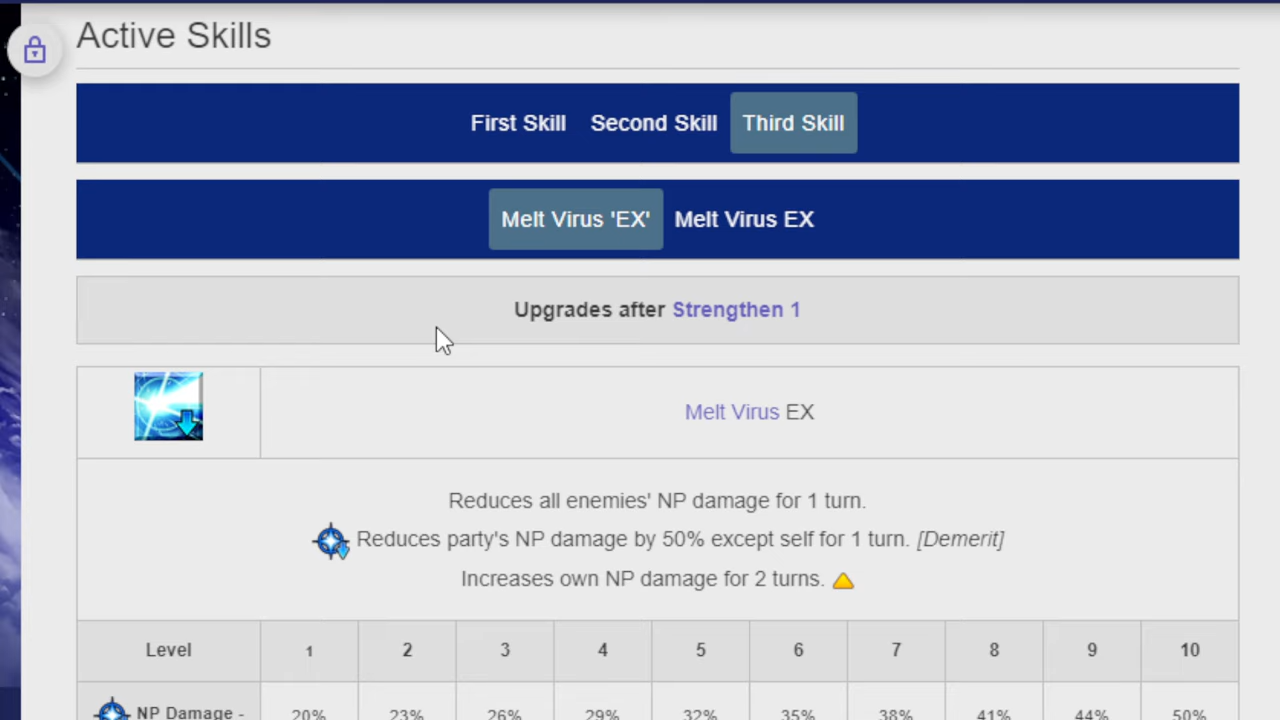 Active Skills
First Skill Second Skill Third Skill
Melt Virus 'EX' Melt Virus EX
Upgrades after Strengthen 1
Melt Virus EX
Reduces all enemies' NP damage for 1 turn.
Reduces party's NP damage by 50% except self for 1 turn. [Demerit]
Increases own NP damage for 2 turns.
Level 1 2 3 4 5 6 7 8 9 10
NP Damage - 20% 23% 26% 29% 32% 35% 38% 41% 44% 50%